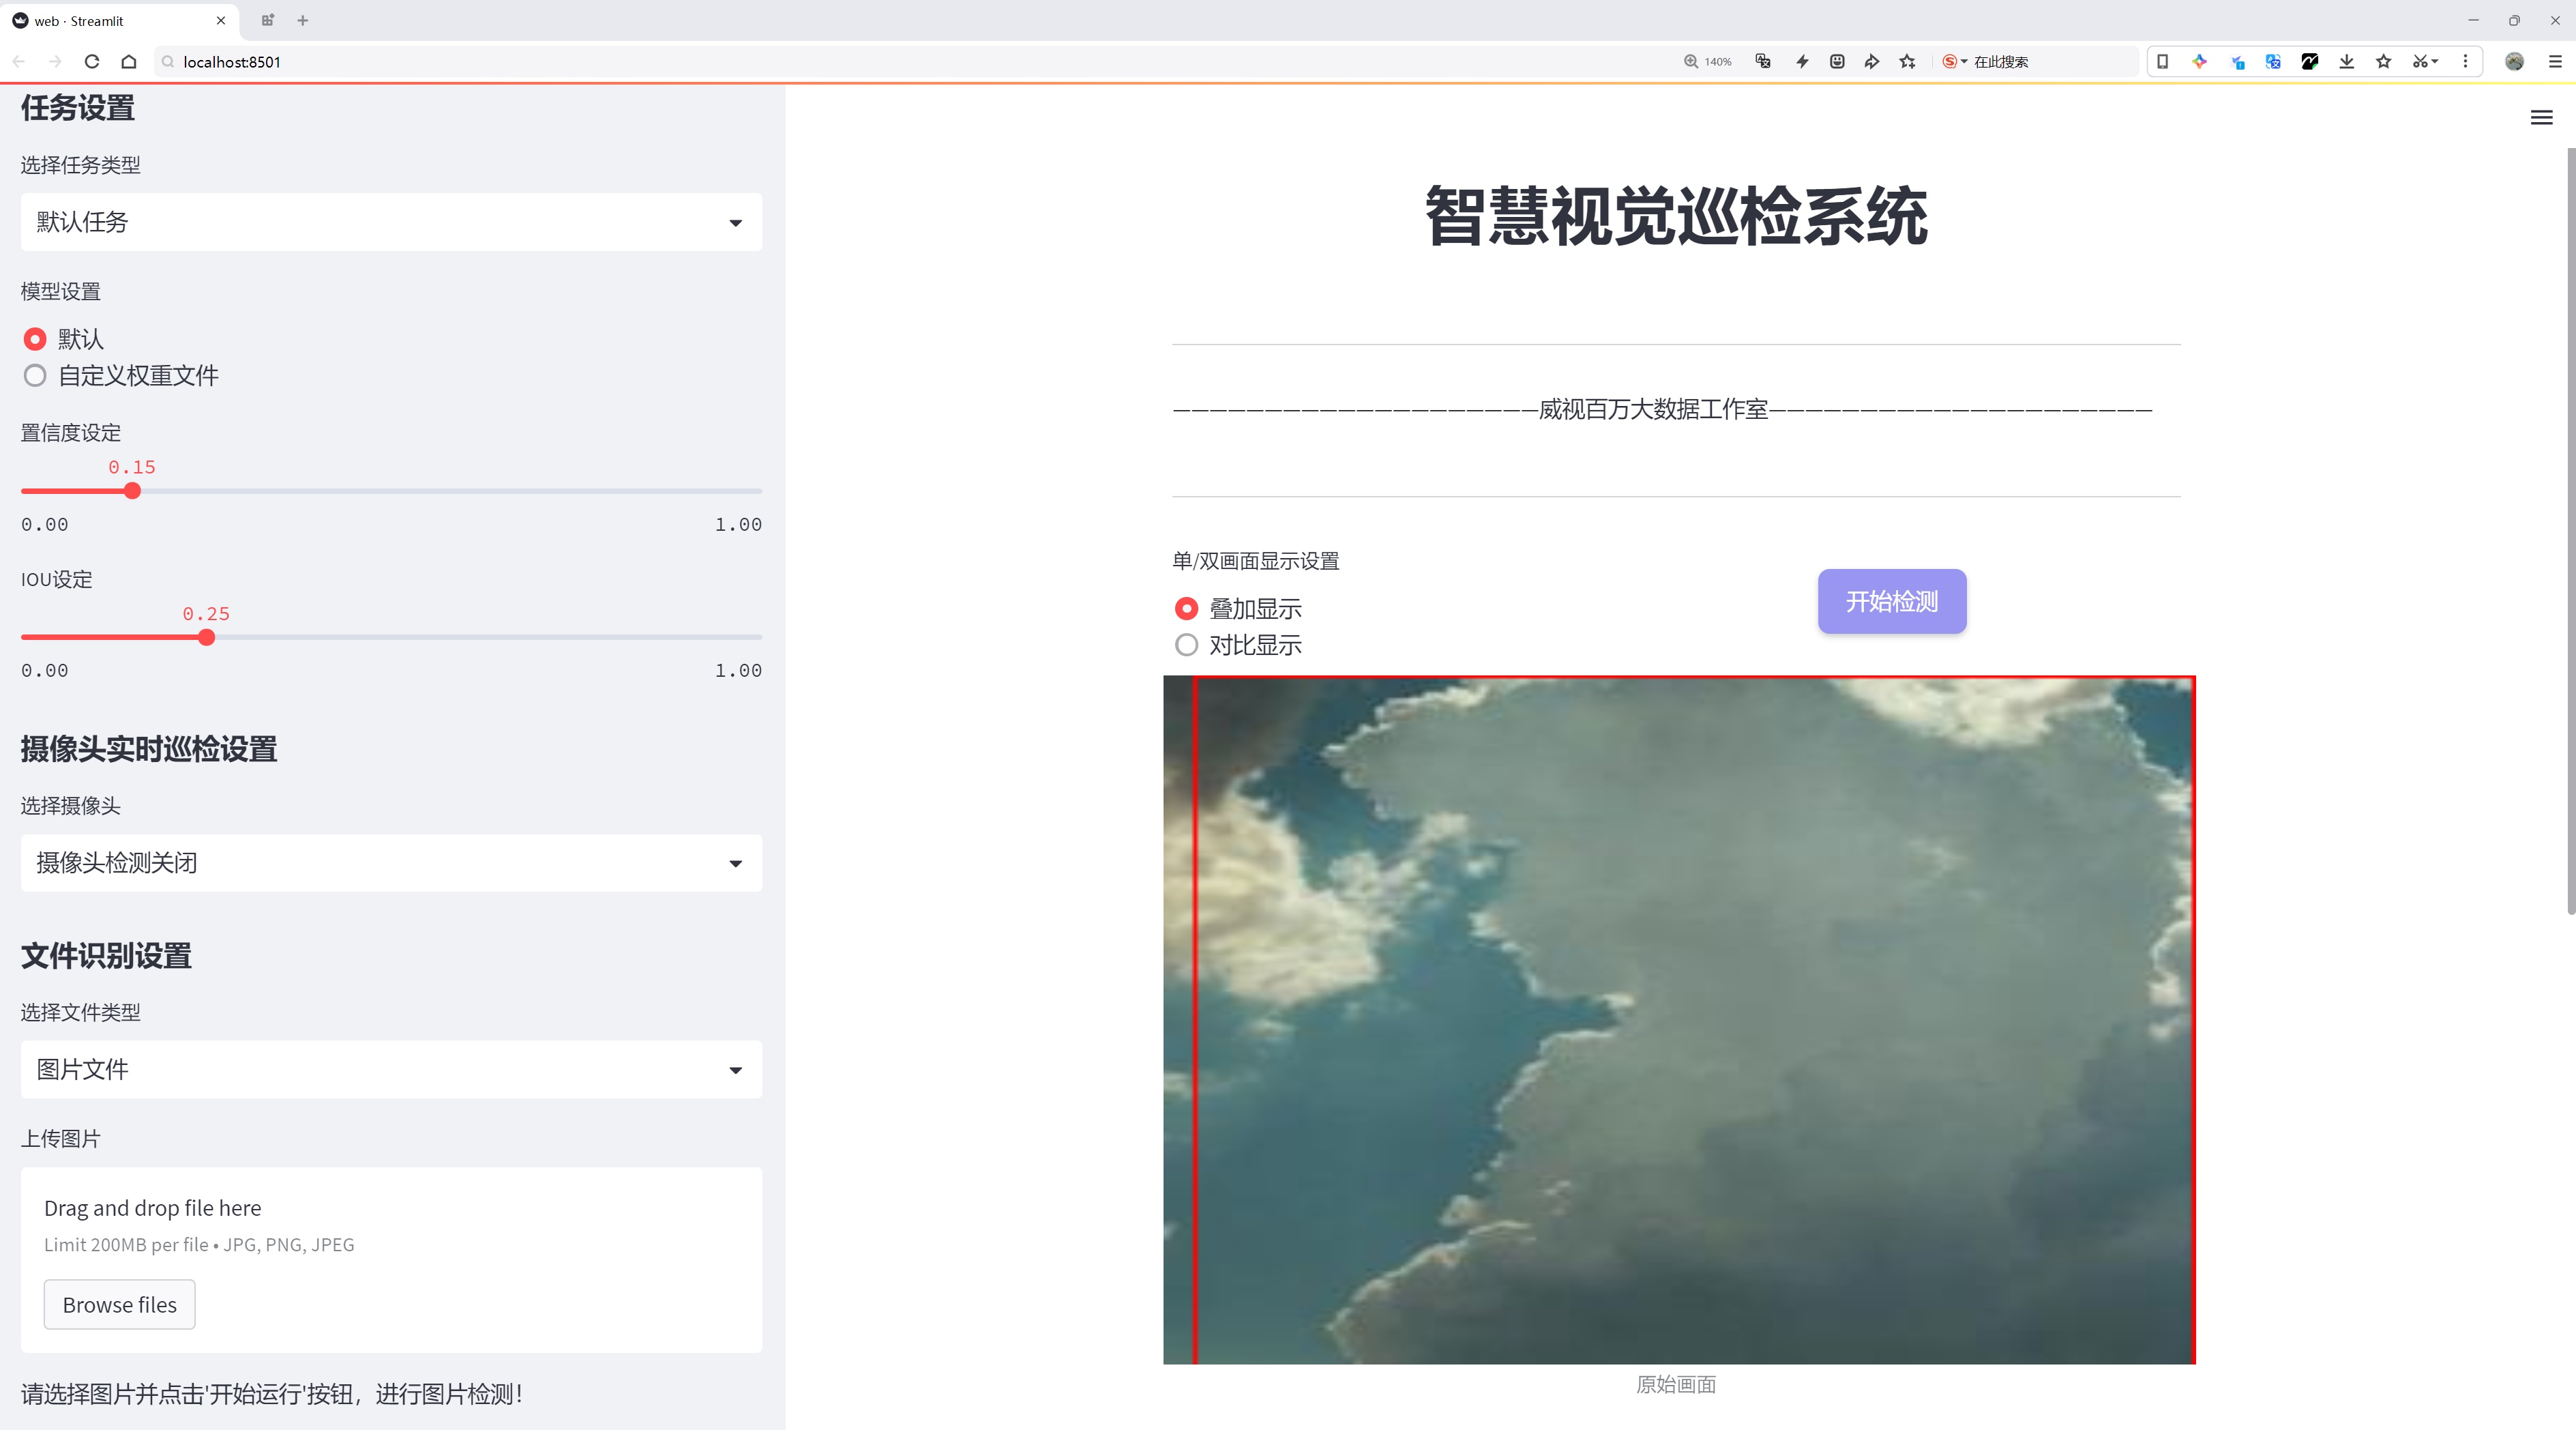 web · Streamlit
localhost:8501
140%
在此搜索
任务设置
选择任务类型
默认任务
模型设置
默认
自定义权重文件
置信度设定
0.15
0.00 1.00
IOU设定
0.25
0.00 1.00
摄像头实时巡检设置
选择摄像头
摄像头检测关闭
文件识别设置
选择文件类型
图片文件
上传图片
Drag and drop file here
Limit 200MB per file • JPG, PNG, JPEG
Browse files
请选择图片并点击'开始运行'按钮，进行图片检测！
智慧视觉巡检系统
————————————————————威视百万大数据工作室—————————————————————
单/双画面显示设置
叠加显示
对比显示
开始检测
原始画面